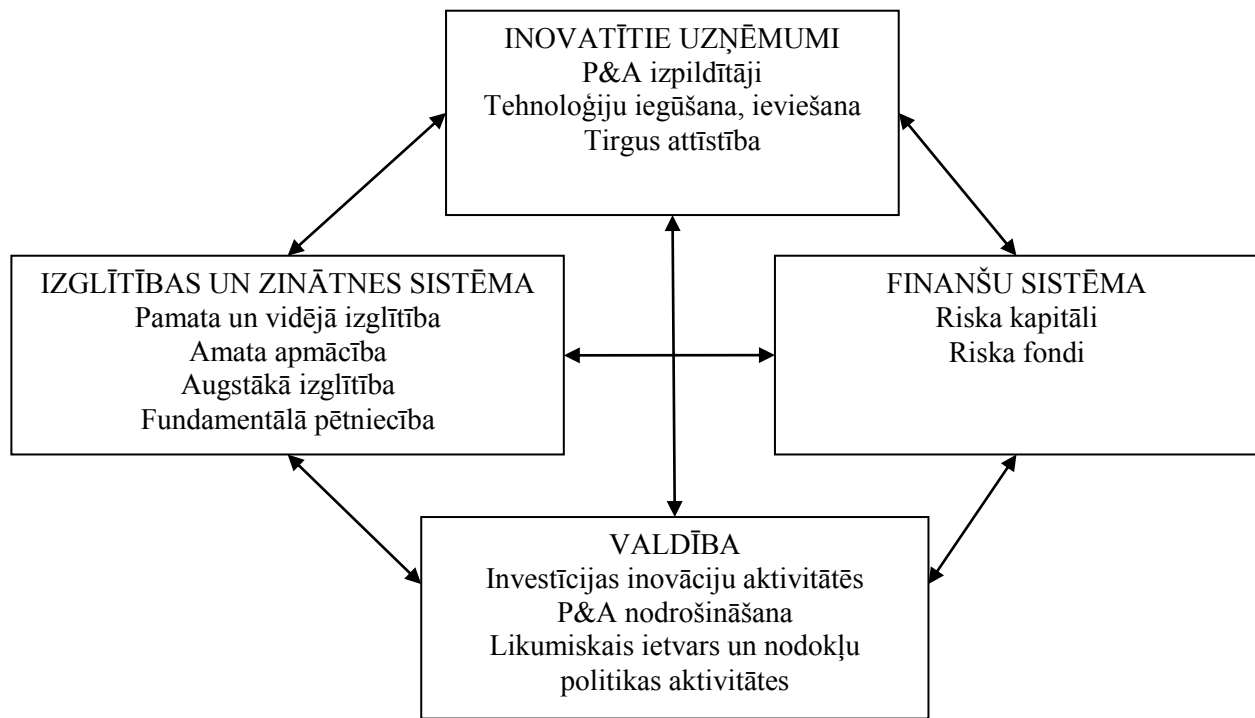 INOVATĪTIE UZŅĒMUMI
P&A izpildītāji
Tehnoloģiju iegūšana, ieviešana
Tirgus attīstība
IZGLĪTĪBAS UN ZINĀTNES SISTĒMA
Pamata un vidējā izglītība
Amata apmācība
Augstākā izglītība
Fundamentālā pētniecība
FINANŠU SISTĒMA
Riska kapitāli
Riska fondi
VALDĪBA
Investīcijas inovāciju aktivitātēs
P&A nodrošināšana
Likumiskais ietvars un nodokļu
politikas aktivitātes